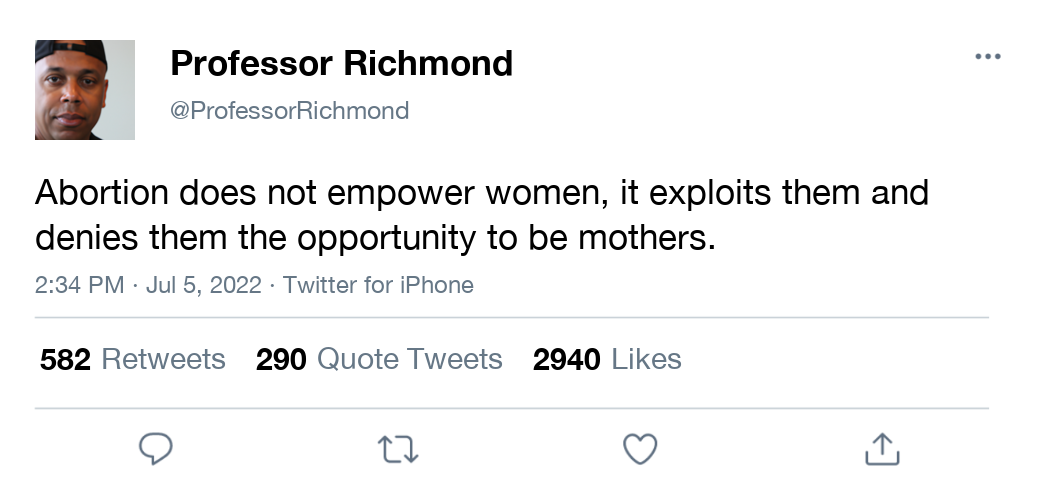 Professor Richmond
@ProfessorRichmond
Abortion does not empower women, it exploits them and
denies them the opportunity to be mothers.
2:34 PM · Jul 5, 2022 · Twitter for iPhone
582 Retweets 290 Quote Tweets 2940 Likes